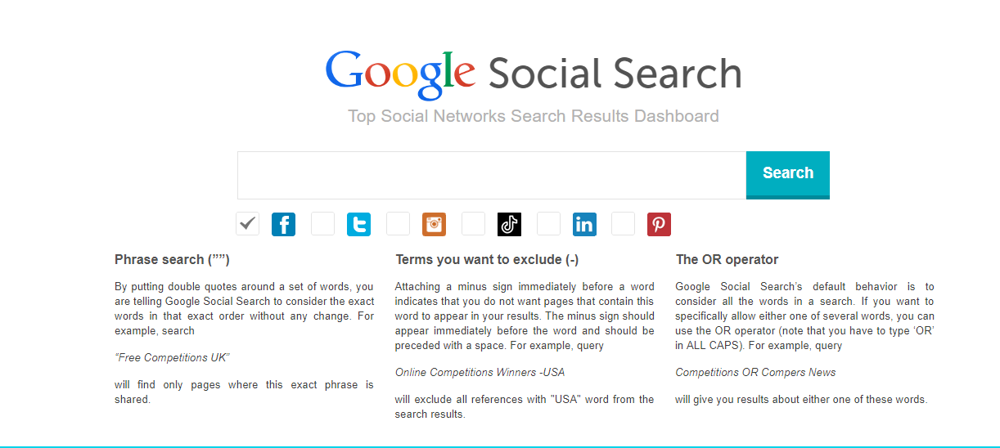 Google Social Search
Top Social Networks Search Results Dashboard
Search
Phrase search (””)
By putting double quotes around a set of words, you
are telling Google Social Search to consider the exact
words in that exact order without any change. For
example, search
“Free Competitions UK”
will find only pages where this exact phrase is
shared.
Terms you want to exclude (-)
Attaching a minus sign immediately before a word
indicates that you do not want pages that contain this
word to appear in your results. The minus sign should
appear immediately before the word and should be
preceded with a space. For example, query
Online Competitions Winners -USA
will exclude all references with "USA" word from the
search results.
The OR operator
Google Social Search’s default behavior is to
consider all the words in a search. If you want to
specifically allow either one of several words, you can
use the OR operator (note that you have to type ‘OR’
in ALL CAPS). For example, query
Competitions OR Compers News
will give you results about either one of these words.